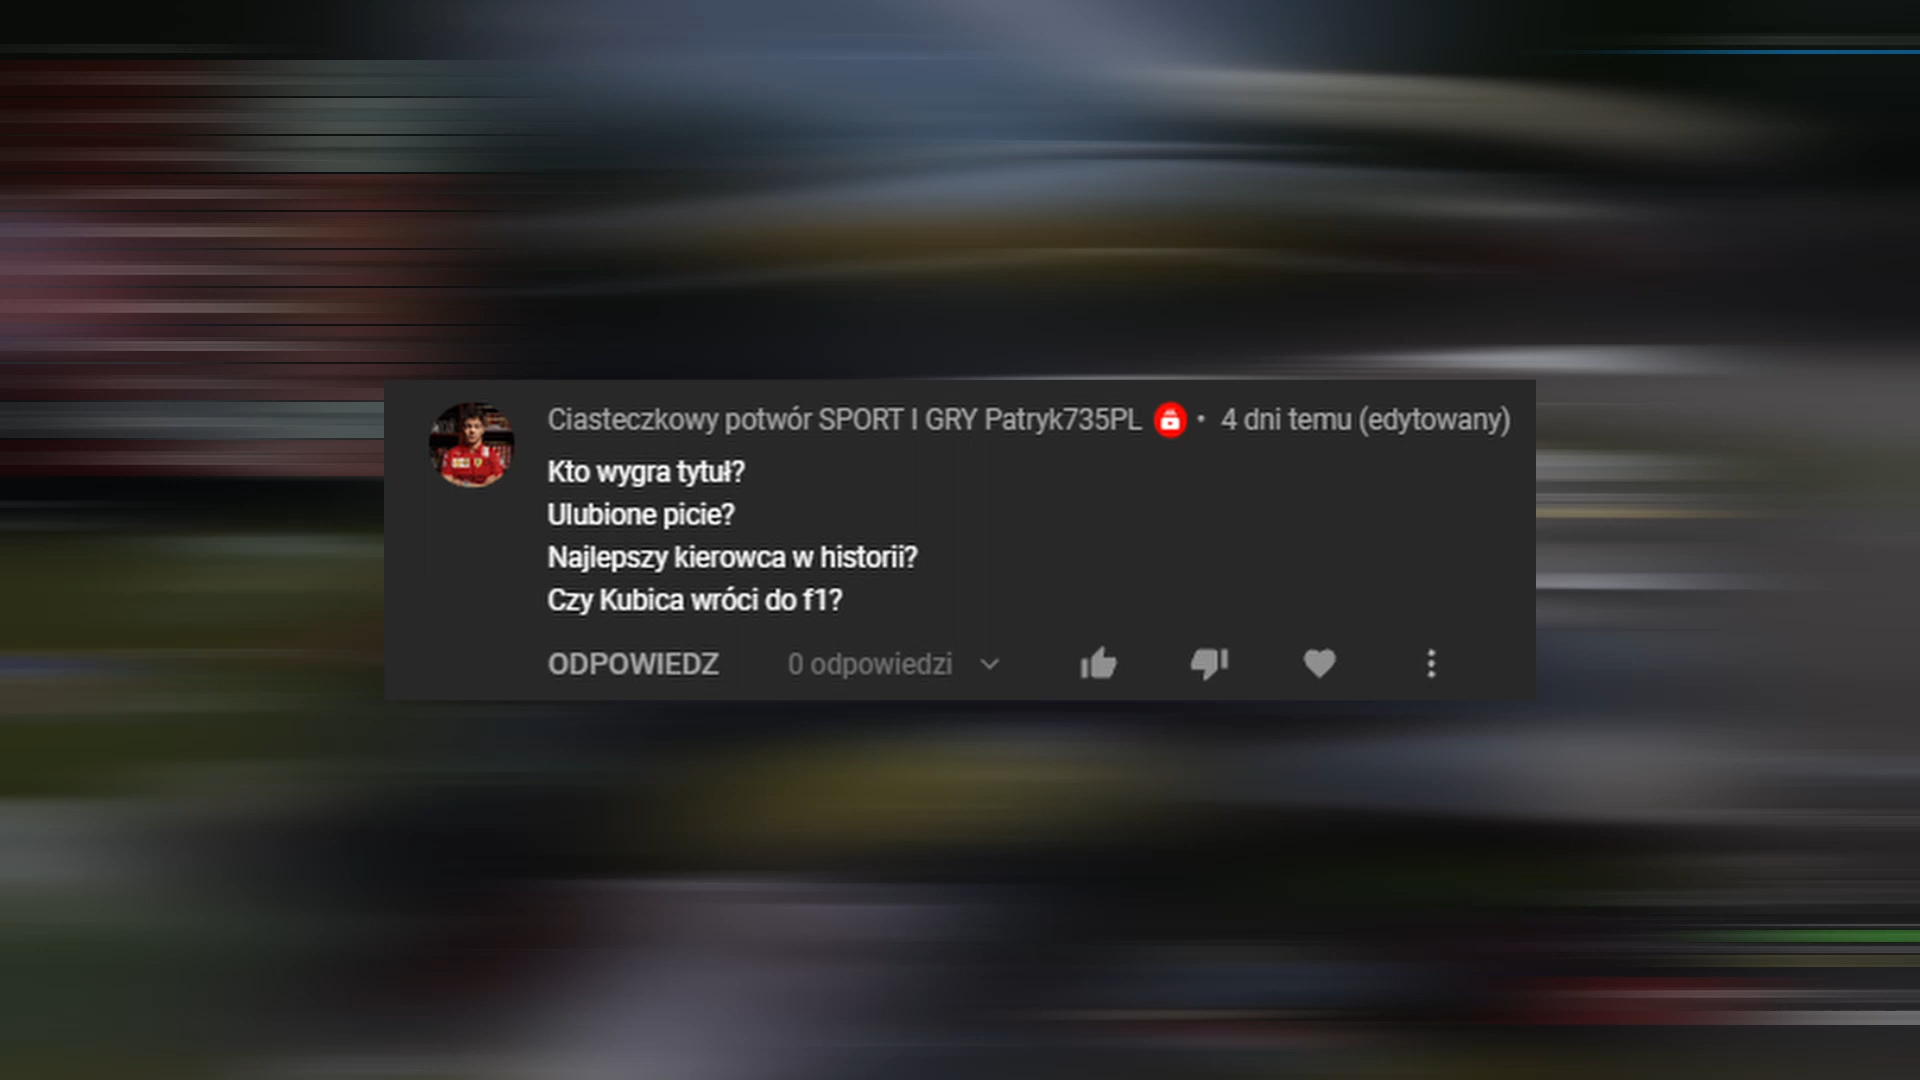 Ciasteczkowy potwór SPORT I GRY Patryk735PL • 4 dni temu (edytowany)
Kto wygra tytuł?
Ulubione picie?
Najlepszy kierowca w historii?
Czy Kubica wróci do f1?
ODPOWIEDZ 0 odpowiedzi